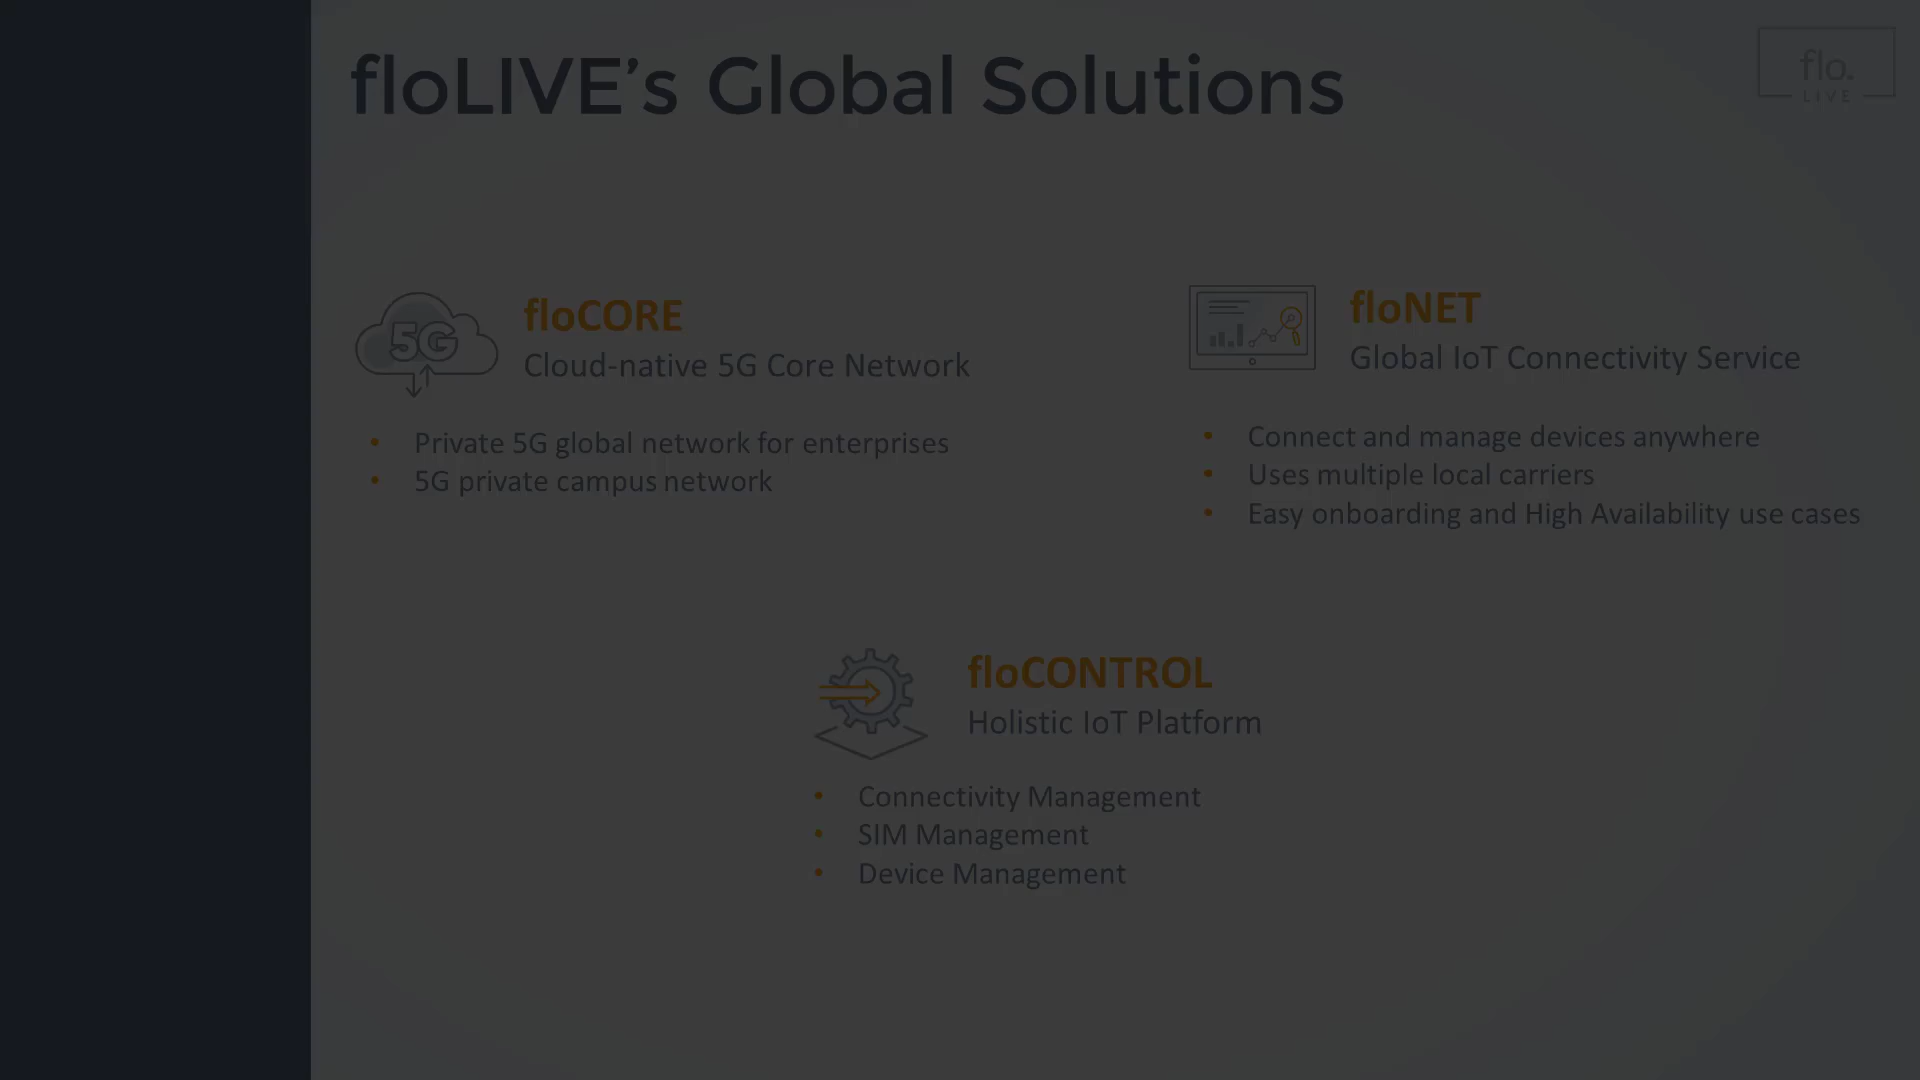 floLIVE’s Global Solutions
flo.
LIVE
5G
floCORE
Cloud-native 5G Core Network
• Private 5G global network for enterprises
• 5G private campus network
floNET
Global IoT Connectivity Service
• Connect and manage devices anywhere
• Uses multiple local carriers
• Easy onboarding and High Availability use cases
floCONTROL
Holistic IoT Platform
• Connectivity Management
• SIM Management
• Device Management